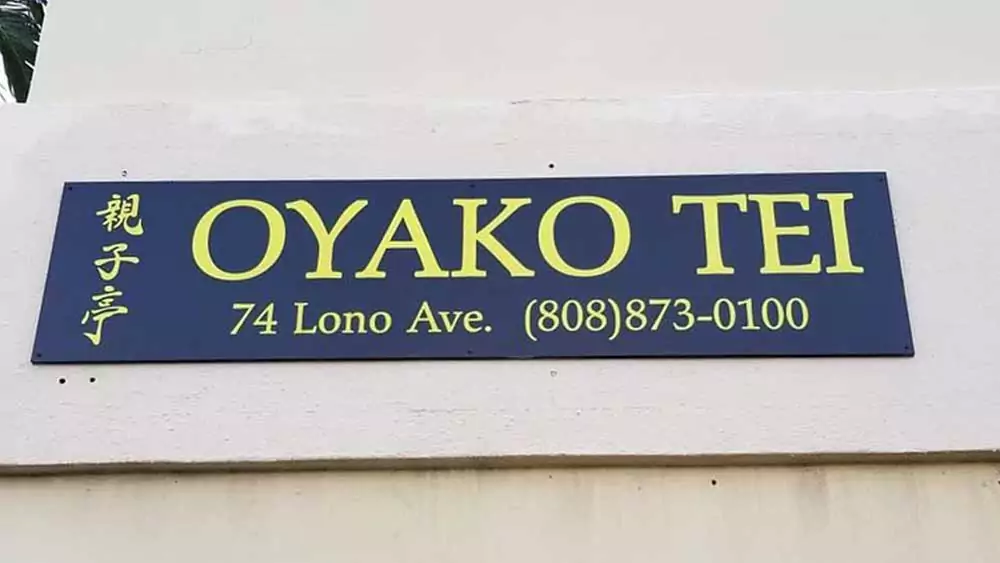 親子亭
OYAKO TEI
74 Lono Ave. (808)873-0100